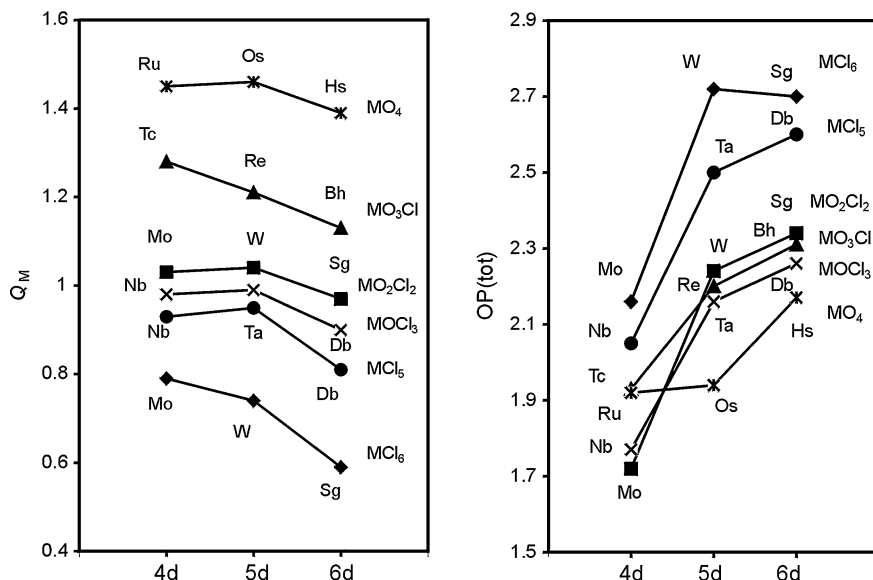 1.6
1.4
1.2
1
0.8
0.6
0.4
Q_M
Ru
Os
Hs
MO₄
Tc
Re
Bh
MO₃Cl
Mo
W
Sg
MO₂Cl₂
Nb
MOCl₃
Nb
Ta
Db
MCl₅
Db
Mo
W
MCl₆
Sg
4d 5d 6d
2.9
2.7
2.5
2.3
2.1
1.9
1.7
1.5
OP(tot)
W
Sg
MCl₆
Db
MCl₅
Ta
Sg
MO₂Cl₂
Bh
W
MO₃Cl
Mo
Re
MOCl₃
Db
Nb
Ta
MO₄
Hs
Tc
Ru
Os
Nb
Mo
4d 5d 6d